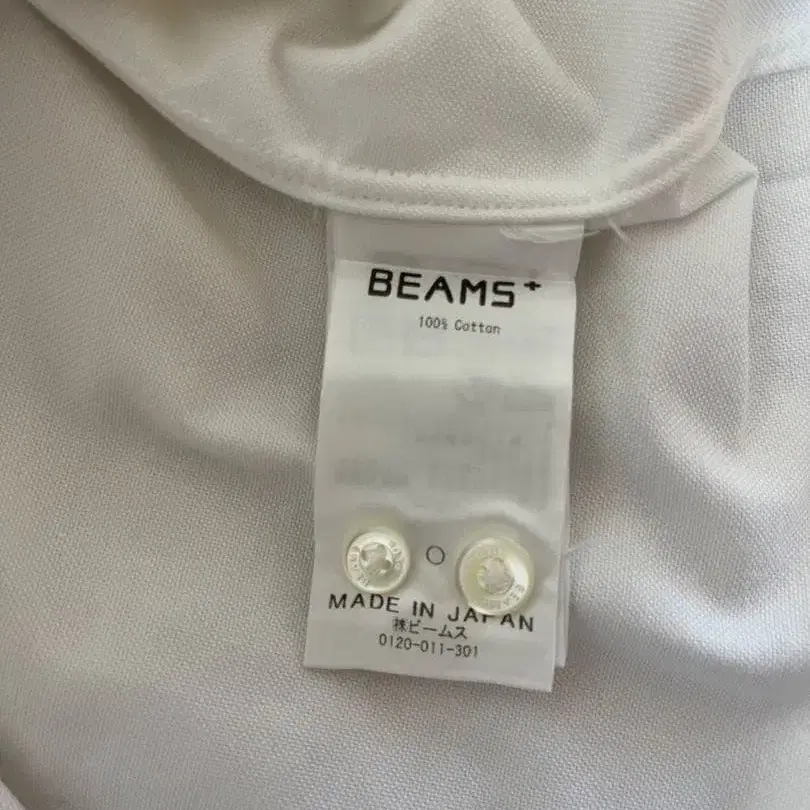 BEAMS+
100% Cotton
MADE IN JAPAN
㈱ビームス
0120-011-301